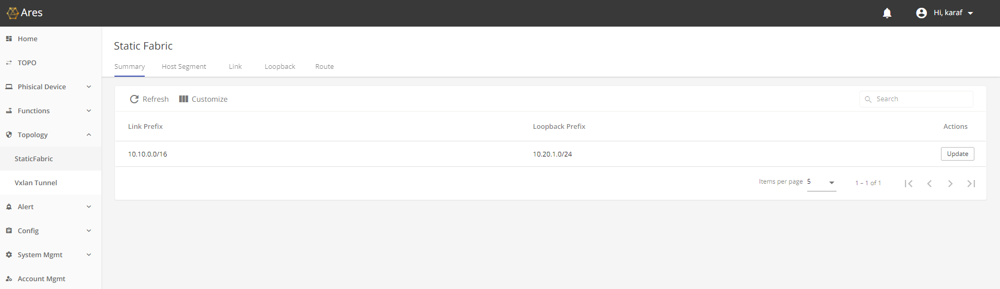 Ares
Hi, karaf
Home
TOPO
Phisical Device
Functions
Topology
StaticFabric
Vxlan Tunnel
Alert
Config
System Mgmt
Account Mgmt
Static Fabric
Summary Host Segment Link Loopback Route
Refresh Customize Search
Link Prefix Loopback Prefix Actions
10.10.0.0/16 10.20.1.0/24 Update
Items per page 5 1 – 1 of 1